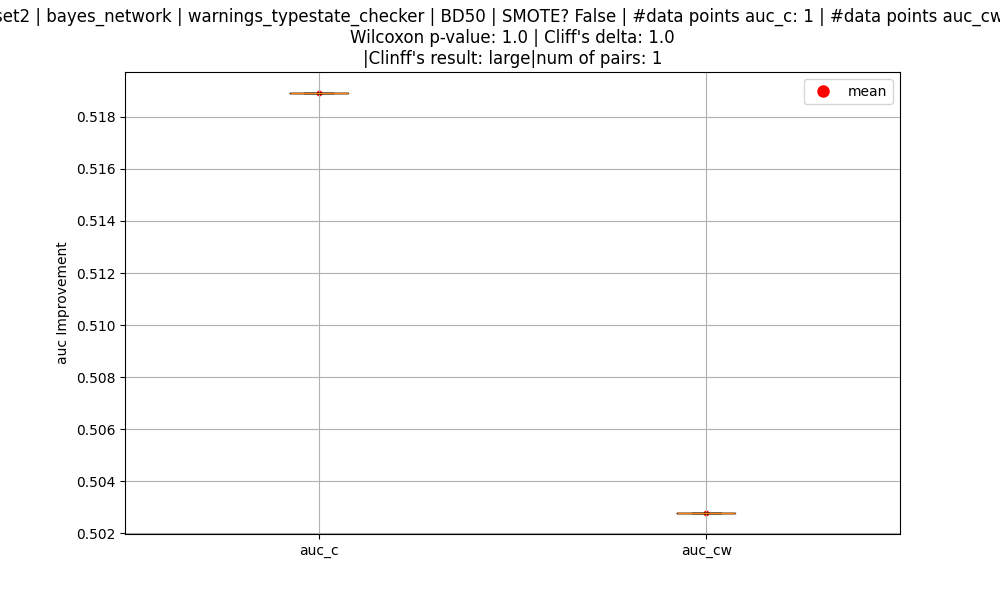 set2 | bayes_network | warnings_typestate_checker | BD50 | SMOTE? False | #data points auc_c: 1 | #data points auc_cw
Wilcoxon p-value: 1.0 | Cliff's delta: 1.0
|Clinff's result: large|num of pairs: 1
mean
0.518
0.516
0.514
0.512
0.510
0.508
0.506
0.504
0.502
auc Improvement
auc_c
auc_cw